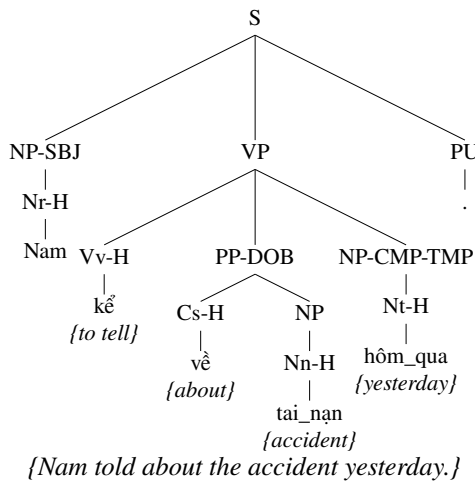 S
NP-SBJ VP PU
Nr-H .
Nam Vv-H PP-DOB NP-CMP-TMP
kể Cs-H NP Nt-H
{to tell} về Nn-H hôm_qua
{about} tai_nạn {yesterday}
{accident}
{Nam told about the accident yesterday.}